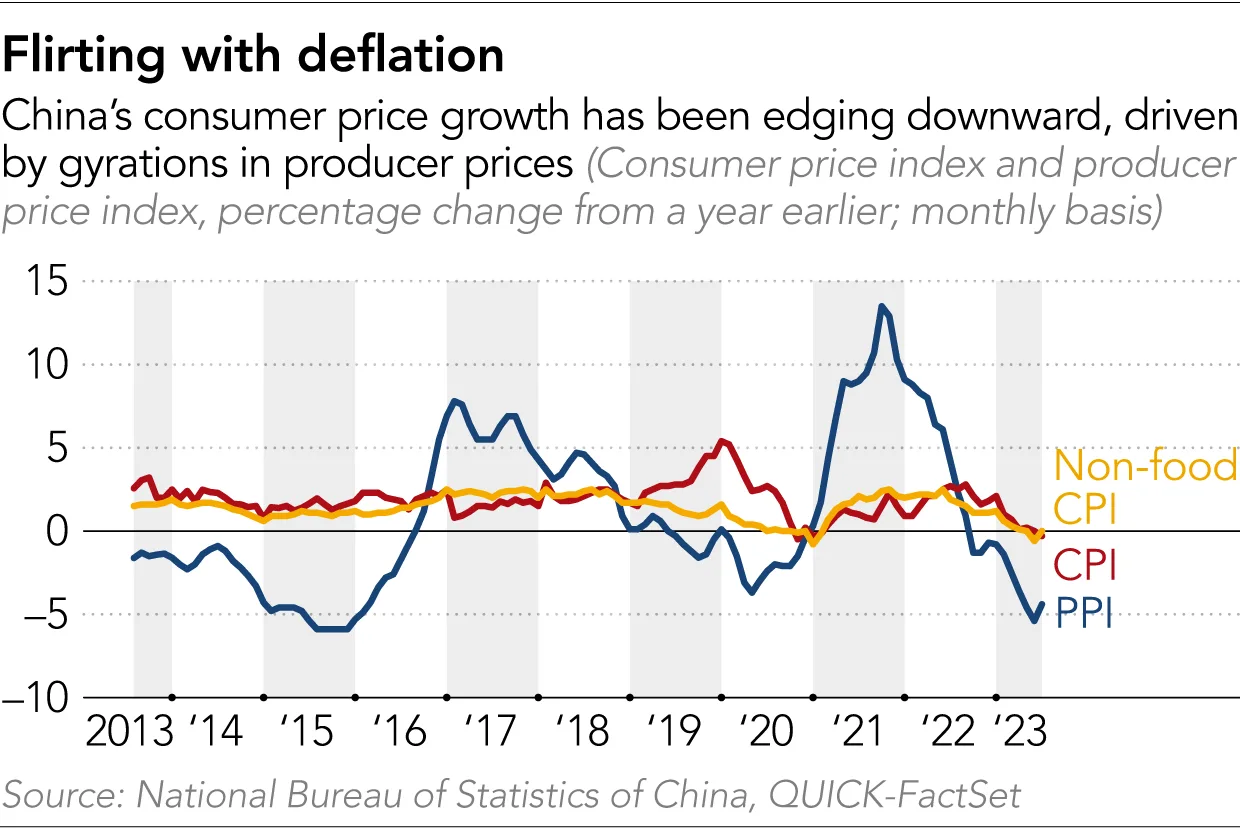 Flirting with deflation
China’s consumer price growth has been edging downward, driven
by gyrations in producer prices (Consumer price index and producer
price index, percentage change from a year earlier; monthly basis)
15
10
5
0
–5
–10
Non-food
CPI
CPI
PPI
2013 ‘14 ‘15 ‘16 ‘17 ‘18 ‘19 ‘20 ‘21 ‘22 ‘23
Source: National Bureau of Statistics of China, QUICK-FactSet